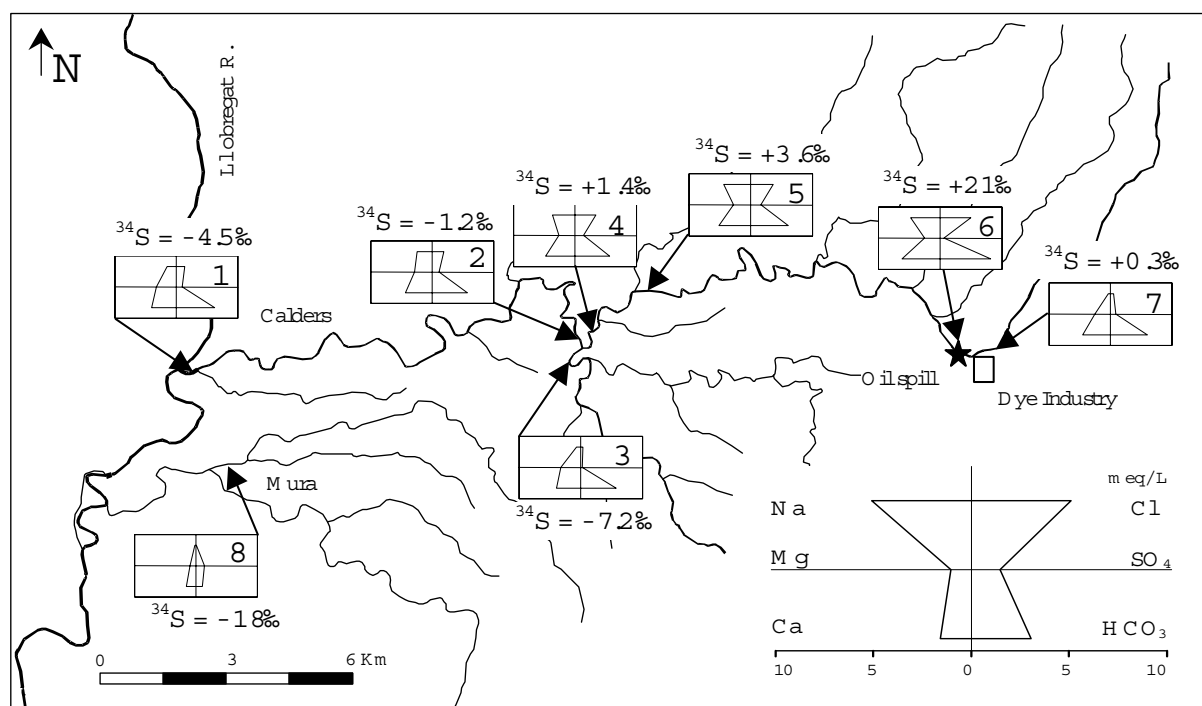 N
Llobregat R.
³⁴S = -4.5‰
1
Calders
³⁴S = -1.2‰
2
³⁴S = +1.4‰
4
³⁴S = +3.6‰
5
³⁴S = +21‰
6
³⁴S = +0.3‰
7
Oil spill
Dye Industry
3
³⁴S = -7.2‰
Mura
8
³⁴S = -18‰
0 3 6 Km
meq/L
Na Cl
Mg SO₄
Ca HCO₃
10 5 0 5 10